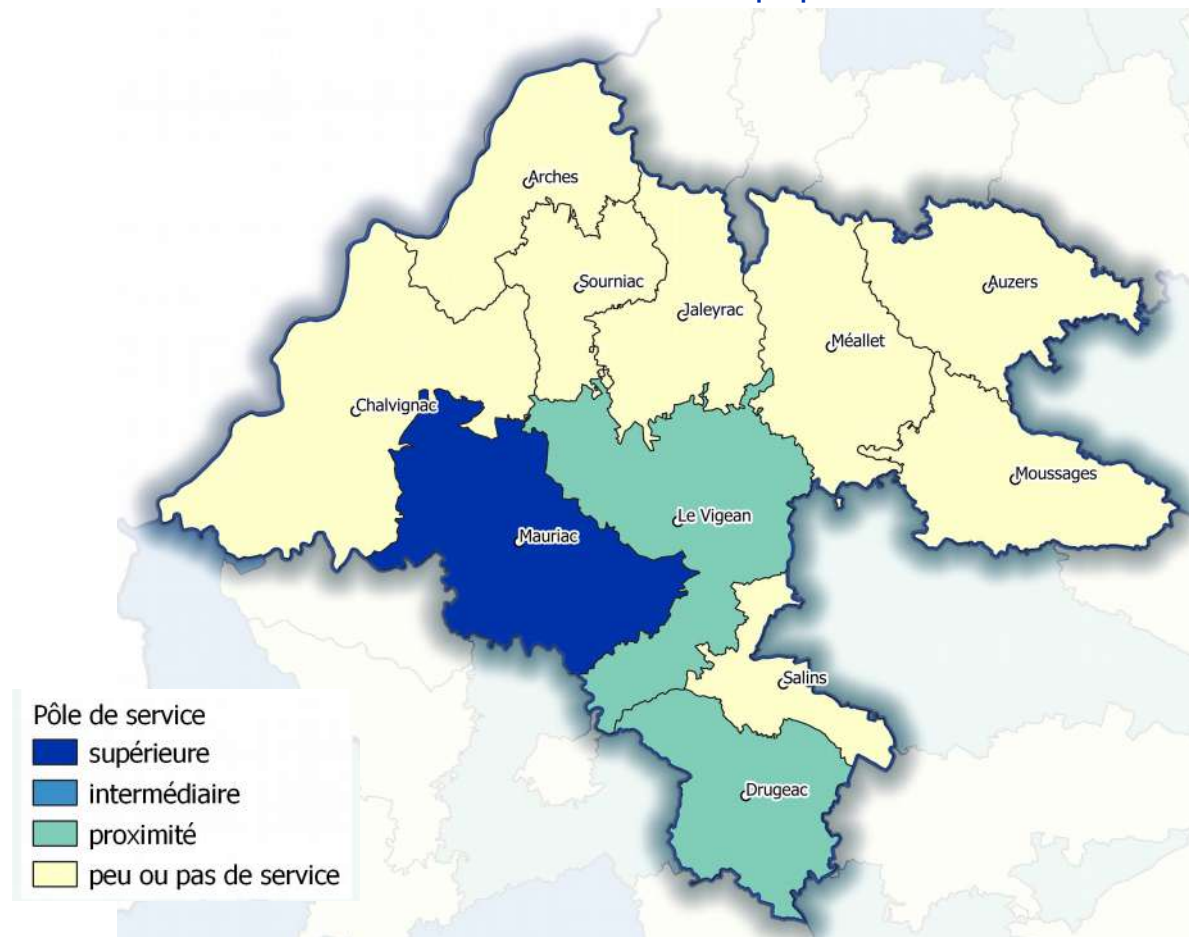 Arches
Sourniac
Auzers
Jaleyrac
Méallet
Chalvignac
Moussages
Le Vigean
Mauriac
Salins
Drugeac
Pôle de service
supérieure
intermédiaire
proximité
peu ou pas de service